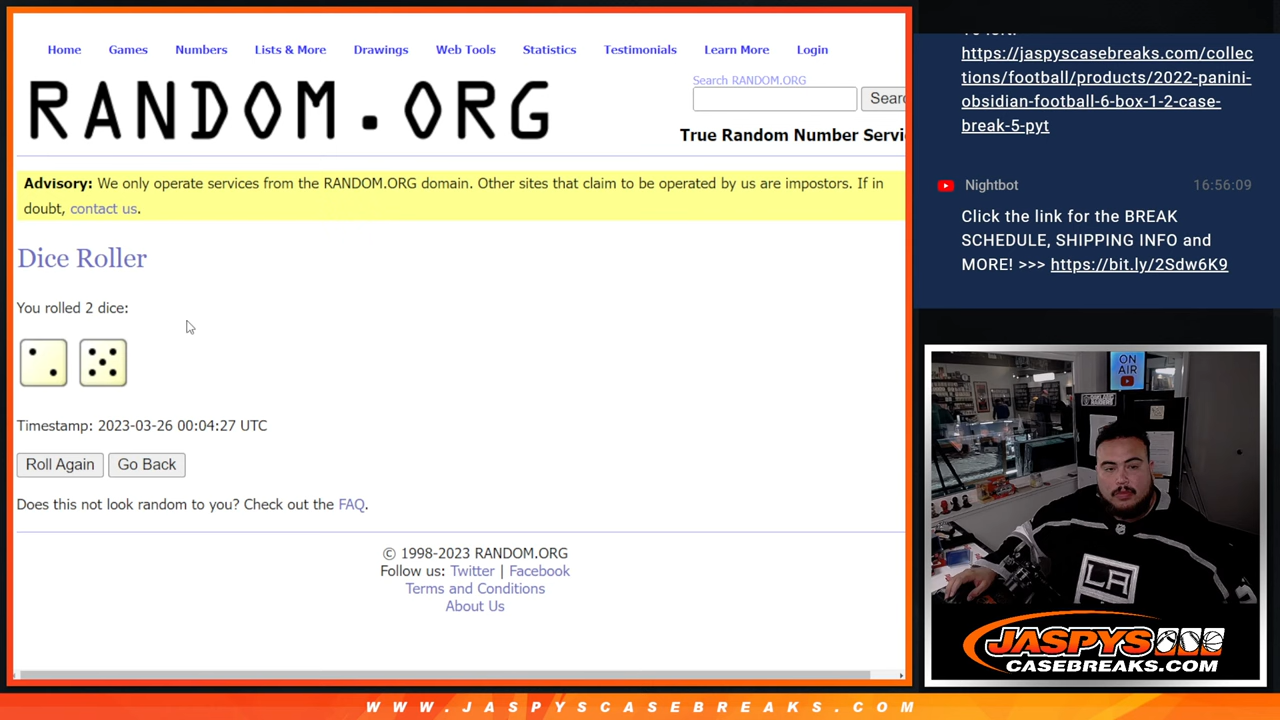 Home Games Numbers Lists & More Drawings Web Tools Statistics Testimonials Learn More Login
RANDOM.ORG
Search RANDOM.ORG
True Random Number Servi
Advisory: We only operate services from the RANDOM.ORG domain. Other sites that claim to be operated by us are impostors. If in
doubt, contact us.
Dice Roller
You rolled 2 dice:
Timestamp: 2023-03-26 00:04:27 UTC
Roll Again Go Back
Does this not look random to you? Check out the FAQ.
© 1998-2023 RANDOM.ORG
Follow us: Twitter | Facebook
Terms and Conditions
About Us
https://jaspyscasebreaks.com/collec
tions/football/products/2022-panini-
obsidian-football-6-box-1-2-case-
break-5-pyt
Nightbot 16:56:09
Click the link for the BREAK
SCHEDULE, SHIPPING INFO and
MORE! >>> https://bit.ly/2Sdw6K9
ON
AIR
LA
JASPYS
CASEBREAKS.COM
WWW.JASPYSCASEBREAKS.COM